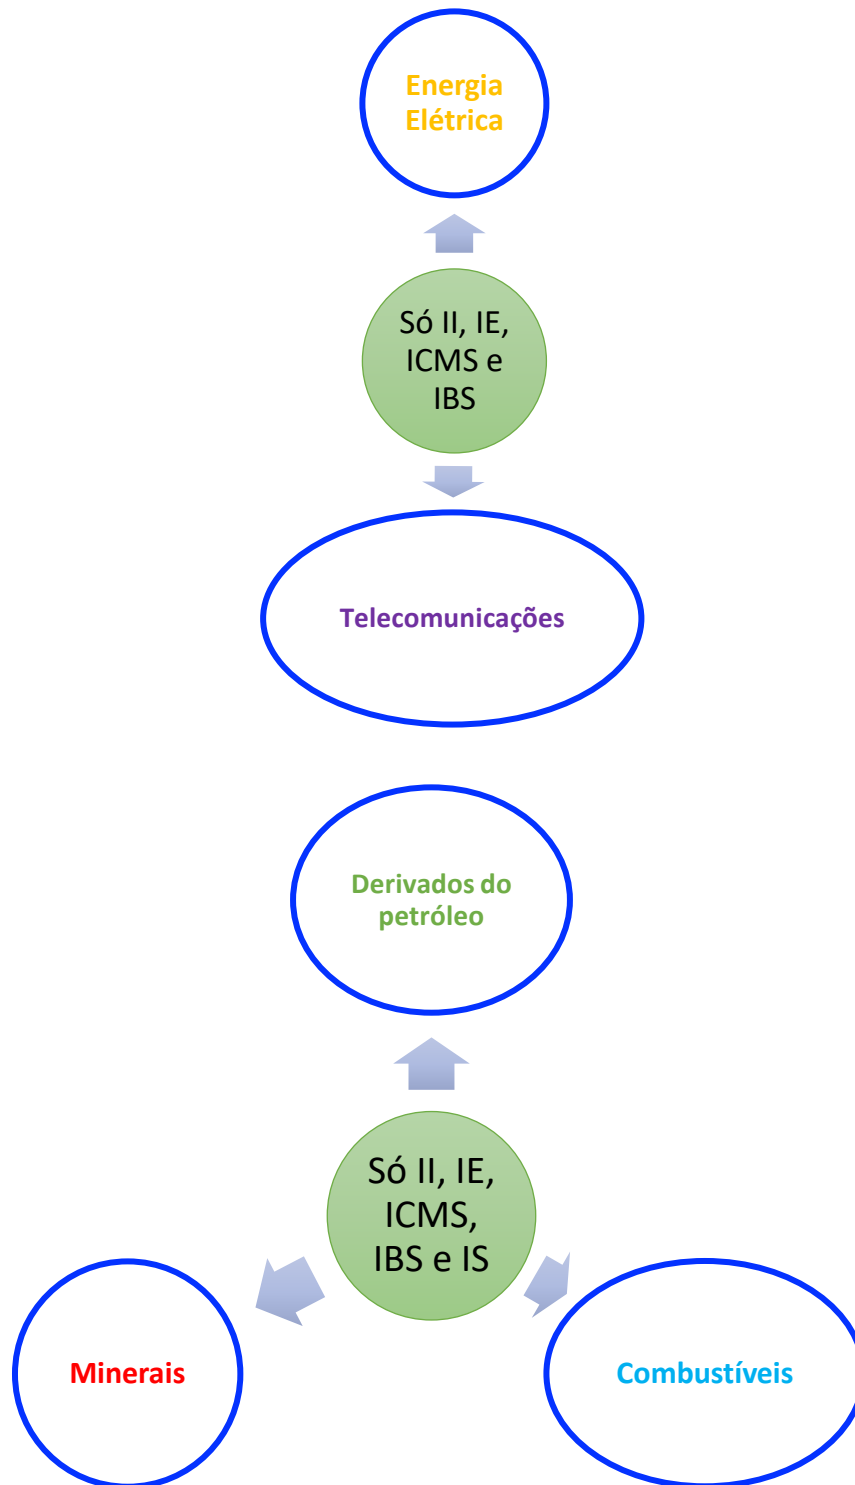 Energia
Elétrica
Só II, IE,
ICMS e
IBS
Telecomunicações
Derivados do
petróleo
Só II, IE,
ICMS,
IBS e IS
Minerais
Combustíveis